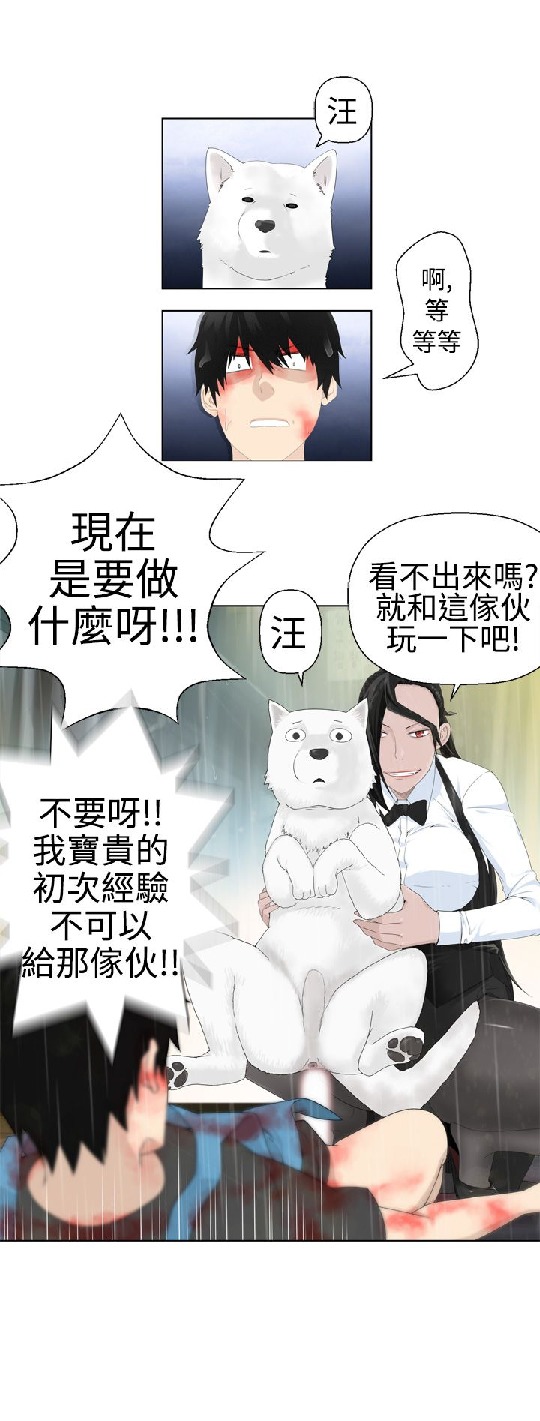 汪
啊,
等
等等
現在
是要做
什麼呀!!!
汪
看不出來嗎?
就和這傢伙
玩一下吧!
不要呀!!
我寶貴的
初次經驗
不可以
給那傢伙!!